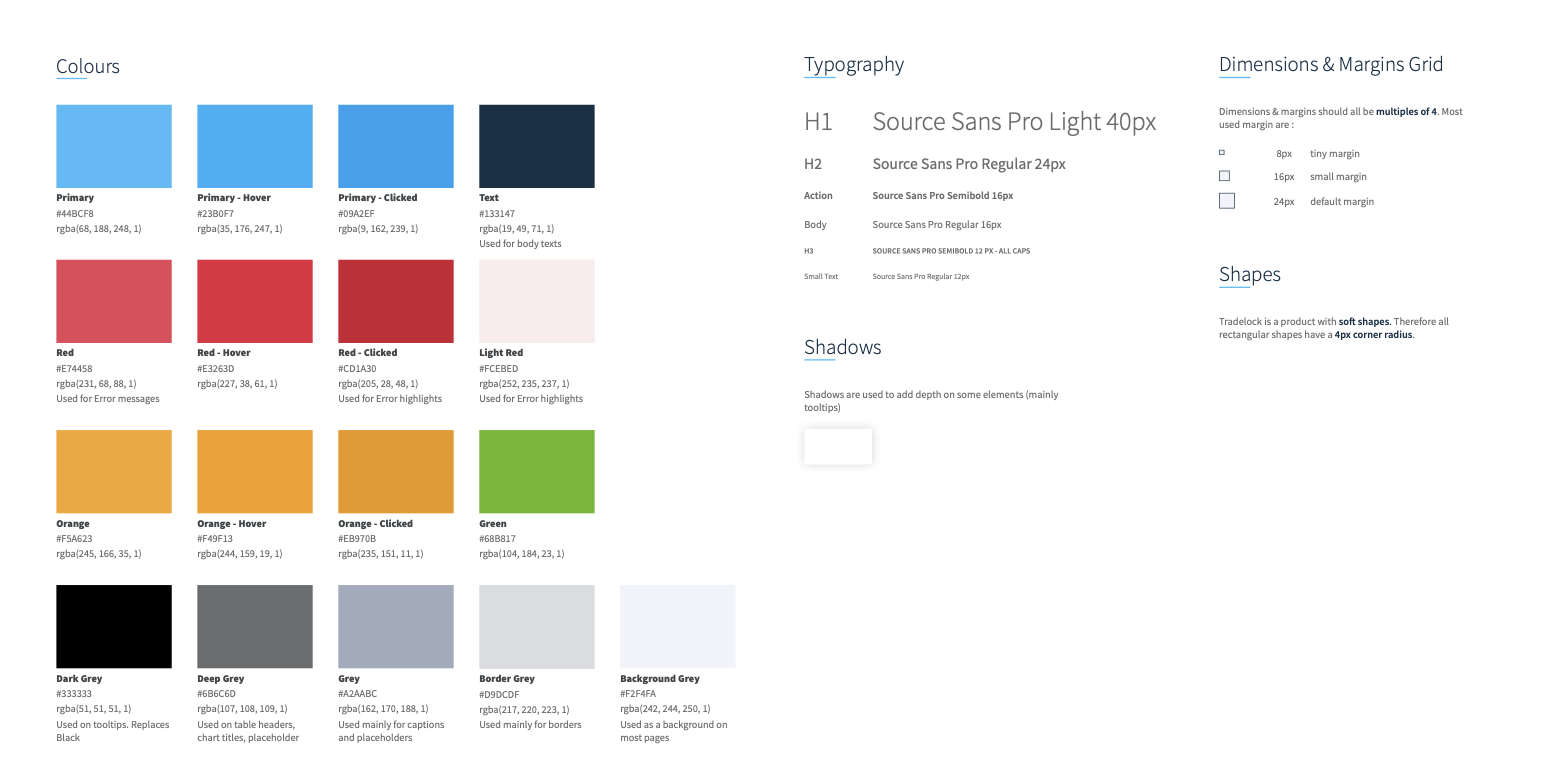 Colours
Primary
#44BCF8
rgba(68, 188, 248, 1)
Primary - Hover
#23B0F7
rgba(35, 176, 247, 1)
Primary - Clicked
#09A2EF
rgba(9, 162, 239, 1)
Text
#133147
rgba(19, 49, 71, 1)
Used for body texts
Red
#E74458
rgba(231, 68, 88, 1)
Used for Error messages
Red - Hover
#E3263D
rgba(227, 38, 61, 1)
Red - Clicked
#CD1A30
rgba(205, 28, 48, 1)
Used for Error highlights
Light Red
#FCEBED
rgba(252, 235, 237, 1)
Used for Error highlights
Orange
#F5A623
rgba(245, 166, 35, 1)
Orange - Hover
#F49F13
rgba(244, 159, 19, 1)
Orange - Clicked
#EB970B
rgba(235, 151, 11, 1)
Green
#68B817
rgba(104, 184, 23, 1)
Dark Grey
#333333
rgba(51, 51, 51, 1)
Used on tooltips. Replaces
Black
Deep Grey
#6B6C6D
rgba(107, 108, 109, 1)
Used on table headers,
chart titles, placeholder
Grey
#A2AABC
rgba(162, 170, 188, 1)
Used mainly for captions
and placeholders
Border Grey
#D9DCDF
rgba(217, 220, 223, 1)
Used mainly for borders
Background Grey
#F2F4FA
rgba(242, 244, 250, 1)
Used as a background on
most pages
Typography
H1 Source Sans Pro Light 40px
H2 Source Sans Pro Regular 24px
Action Source Sans Pro Semibold 16px
Body Source Sans Pro Regular 16px
H3 SOURCE SANS PRO SEMIBOLD 12 PX - ALL CAPS
Small Text Source Sans Pro Regular 12px
Shadows
Shadows are used to add depth on some elements (mainly
tooltips)
Dimensions & Margins Grid
Dimensions & margins should all be multiples of 4. Most
used margin are :
8px tiny margin
16px small margin
24px default margin
Shapes
Tradelock is a product with soft shapes. Therefore all
rectangular shapes have a 4px corner radius.